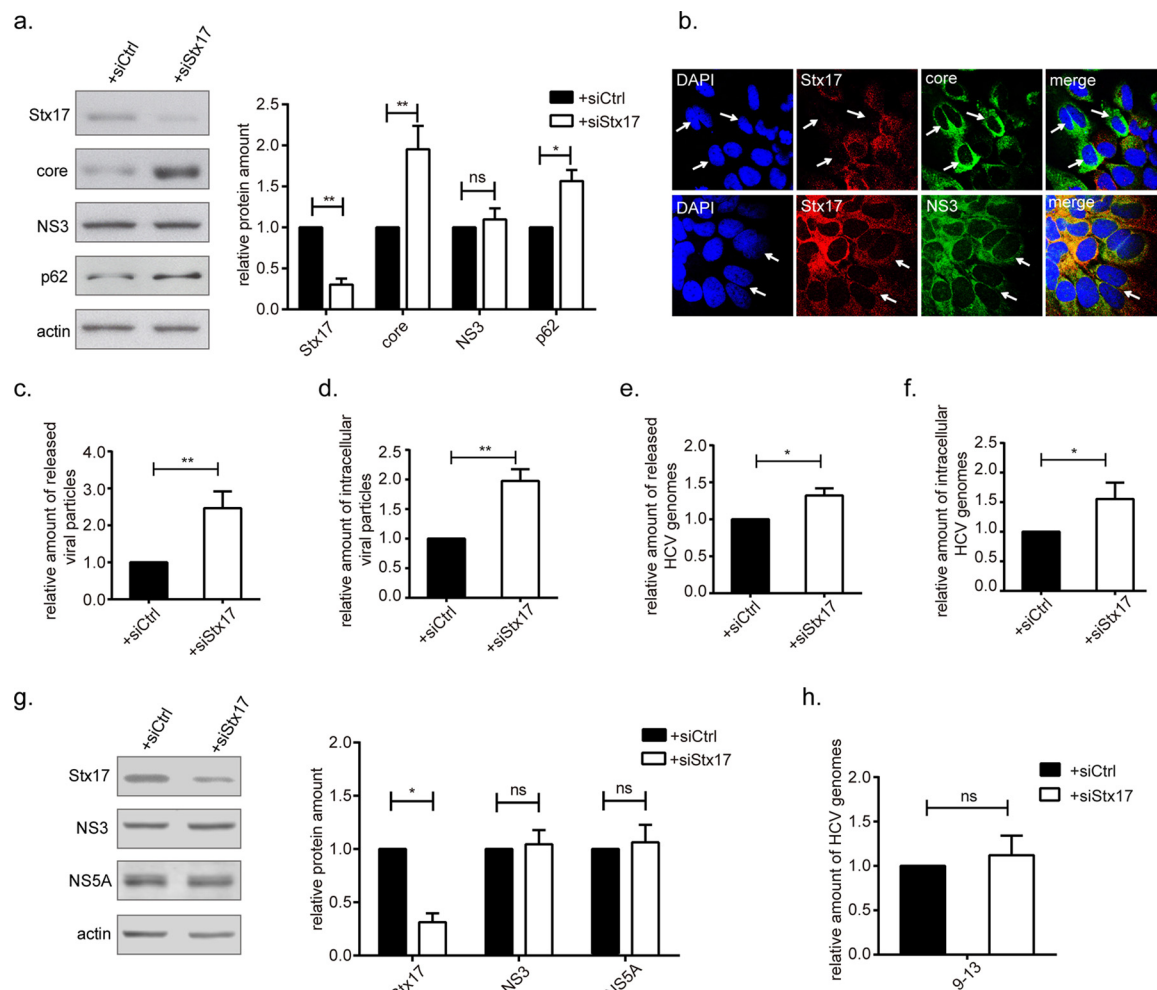 a.
+siCtrl
+siStx17
Stx17
core
NS3
p62
actin
relative protein amount
2.5
2.0
1.5
1.0
0.5
0.0
**
**
ns
*
+siCtrl
+siStx17
Stx17
core
NS3
p62
b.
DAPI
Stx17
core
merge
DAPI
Stx17
NS3
merge
c.
relative amount of released
viral particles
4.0
3.0
2.0
1.0
0.0
**
+siCtrl
+siStx17
d.
relative amount of intracellular
viral particles
2.5
2.0
1.5
1.0
0.5
0.0
**
+siCtrl
+siStx17
e.
relative amount of released
HCV genomes
2.0
1.5
1.0
0.5
0.0
*
+siCtrl
+siStx17
f.
relative amount of intracellular
HCV genomes
2.5
2.0
1.5
1.0
0.5
0.0
*
+siCtrl
+siStx17
g.
+siCtrl
+siStx17
Stx17
NS3
NS5A
actin
relative protein amount
2.0
1.5
1.0
0.5
0.0
*
ns
ns
+siCtrl
+siStx17
Stx17
NS3
NS5A
h.
relative amount of HCV genomes
2.0
1.5
1.0
0.5
0.0
ns
+siCtrl
+siStx17
9-13